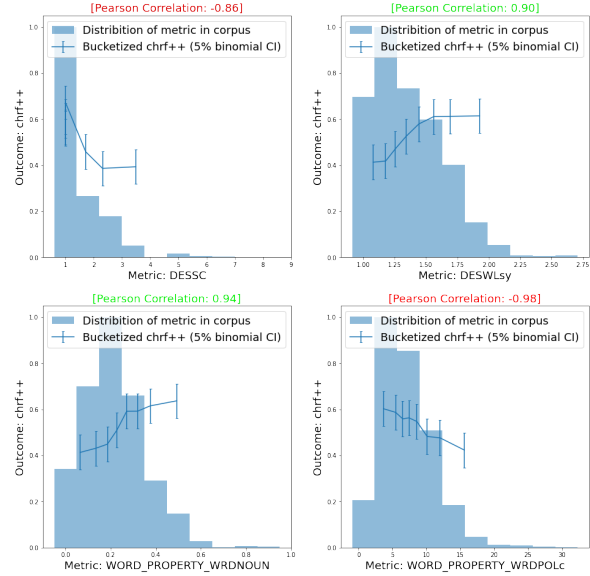 [Pearson Correlation: -0.86]
Distribition of metric in corpus
Bucketized chrf++ (5% binomial CI)
Outcome: chrf++
1.0
0.8
0.6
0.4
0.2
0.0
1 2 3 4 5 6 7 8 9
Metric: DESSC
[Pearson Correlation: 0.90]
Distribition of metric in corpus
Bucketized chrf++ (5% binomial CI)
Outcome: chrf++
1.0
0.8
0.6
0.4
0.2
0.0
1.00 1.25 1.50 1.75 2.00 2.25 2.50 2.75
Metric: DESWLsy
[Pearson Correlation: 0.94]
Distribition of metric in corpus
Bucketized chrf++ (5% binomial CI)
Outcome: chrf++
1.0
0.8
0.6
0.4
0.2
0.0
0.0 0.2 0.4 0.6 0.8 1.0
Metric: WORD_PROPERTY_WRDNOUN
[Pearson Correlation: -0.98]
Distribition of metric in corpus
Bucketized chrf++ (5% binomial CI)
Outcome: chrf++
1.0
0.8
0.6
0.4
0.2
0.0
0 5 10 15 20 25 30
Metric: WORD_PROPERTY_WRDPOLc